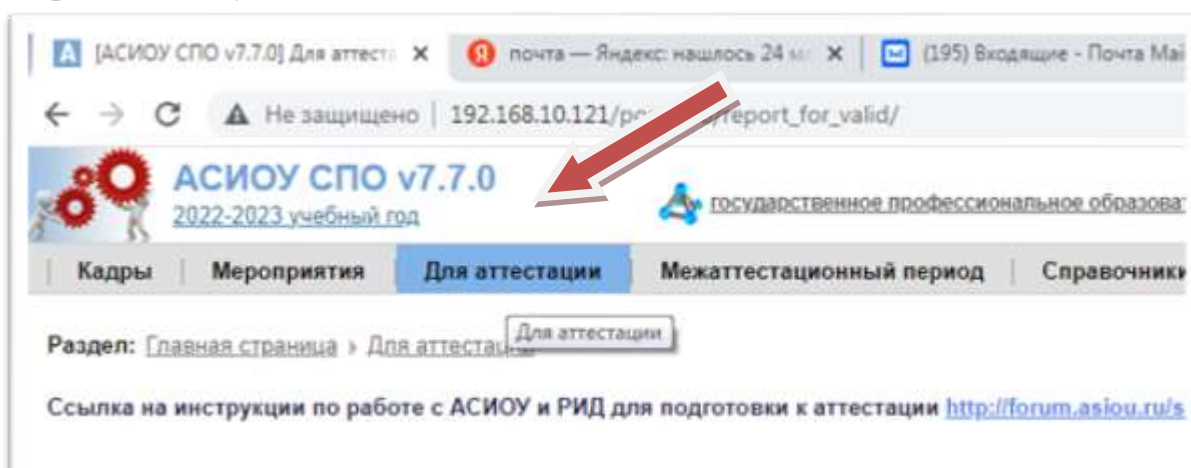 [АСИОУ СПО v7.7.0] Для аттеста
почта — Яндекс: нашлось 24
(195) Входящие - Почта Mai
Не защищено | 192.168.10.121/ /report_for_valid/
АСИОУ СПО v7.7.0
2022-2023 учебный год
государственное профессиональное образоват
Кадры
Мероприятия
Для аттестации
Межаттестационный период
Справочники
Для аттестации
Раздел: Главная страница › Для аттестации
Ссылка на инструкции по работе с АСИОУ и РИД для подготовки к аттестации http://forum.asiou.ru/s